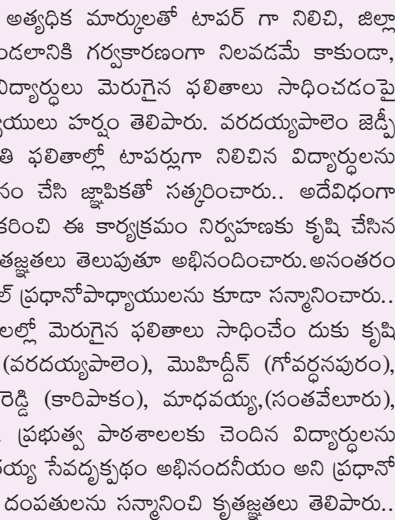 అత్యధిక మార్కులతో టాపర్ గా నిలిచి, జిల్లా
ండలానికి గర్వకారణంగా నిలవడమే కాకుండా,
విద్యార్థులు మెరుగైన ఫలితాలు సాధించడంపై
్యాయులు హర్షం తెలిపారు. వరదయ్యపాలెం జెడ్పీ
తి ఫలితాల్లో టాపర్లుగా నిలిచిన విద్యార్థులను
నం చేసి జ్ఞాపికతో సత్కరించారు.. అదేవిధంగా
కరించి ఈ కార్యక్రమం నిర్వహణకు కృషి చేసిన
తజ్ఞతలు తెలుపుతూ అభినందించారు.అనంతరం
ల్ ప్రధానోపాధ్యాయులను కూడా సన్మానించారు..
లల్లో మెరుగైన ఫలితాలు సాధించేం దుకు కృషి
(వరదయ్యపాలెం), మొహిద్దీన్ (గోవర్ధనపురం),
రెడ్డి (కారిపాకం), మాధవయ్య,(సంతవేలూరు),
. ప్రభుత్వ పాఠశాలలకు చెందిన విద్యార్థులను
రయ్య సేవదృక్పథం అభినందనీయం అని ప్రధానో
దంపతులను సన్మానించి కృతజ్ఞతలు తెలిపారు..